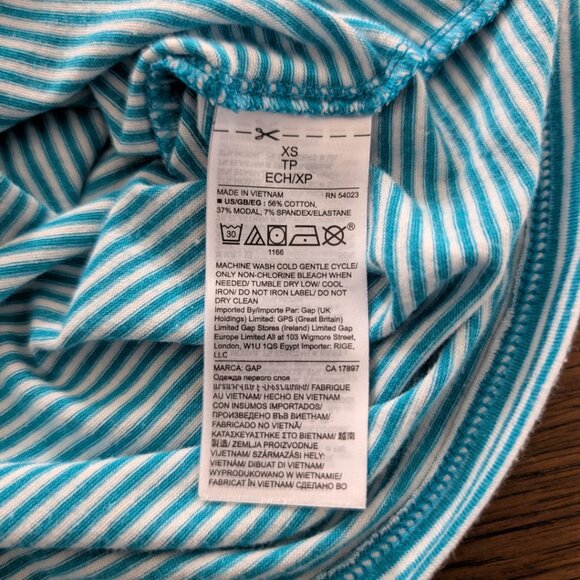 XS
TP
ECH/XP
MADE IN VIETNAM RN 54023
■ US/GB/EG : 56% COTTON,
37% MODAL, 7% SPANDEX/ELASTANE
30
1166
MACHINE WASH COLD GENTLE CYCLE/
ONLY NON-CHLORINE BLEACH WHEN
NEEDED/ TUMBLE DRY LOW/ COOL
IRON/ DO NOT IRON LABEL/ DO NOT
DRY CLEAN
Imported By/Importe Par: Gap (UK
Holdings) Limited: GPS (Great Britain)
Limited Gap Stores (Ireland) Limited Gap
Europe Limited All at 103 Wigmore Street,
London, W1U 1QS Egypt Importer: RIGE,
LLC
MARCA: GAP CA 17897
Одежда первого слоя
ԱՐՏԱԴՐՎԱԾ Է ՎԻԵՏՆԱՄՈՒՄ/ FABRIQUÉ
AU VIETNAM/ HECHO EN VIETNAM
CON INSUMOS IMPORTADOS/
ПРОИЗВЕДЕНО ВЪВ ВИЕТНАМ/
FABRICADO NO VIETNÃ/
ΚΑΤΑΣΚΕΥΑΣΤΗΚΕ ΣΤΟ ΒΙΕΤΝΑΜ/ 越南
製造/ ZEMLJA PROIZVODNJE
VIJETNAM/ SZÁRMAZÁSI HELY:
VIETNÁM/ DIBUAT DI VIETNAM/
WYPRODUKOWANO W WIETNAMIE/
FABRICAT ÎN VIETNAM/ СДЕЛАНО ВО